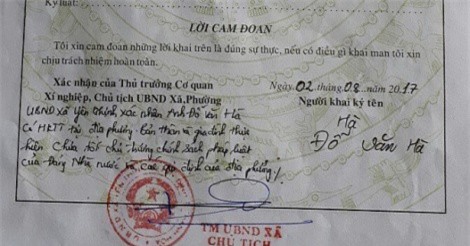 Kỷ luật:
LỜI CAM ĐOAN
Tôi xin cam đoan những lời khai trên là đúng sự thực, nếu có điều gì khai man tôi xin
chịu trách nhiệm hoàn toàn.
Xác nhận của Thủ trưởng Cơ quan
Xí nghiệp, Chủ tịch UBND Xã,Phường
Ngày 02 tháng 08 năm 2017
Người khai ký tên
UBND xã Yên Thịnh xác nhận Anh Đỗ Văn Hà
Có HKTT tại địa phương. Bản thân và gia đình thực
hiện Chưa tốt chủ trương chính sách pháp luật
của Đảng Nhà nước và các quy định của địa phương./
Hà
Đỗ Văn Hà
TM UBND XÃ
CHỦ TỊCH